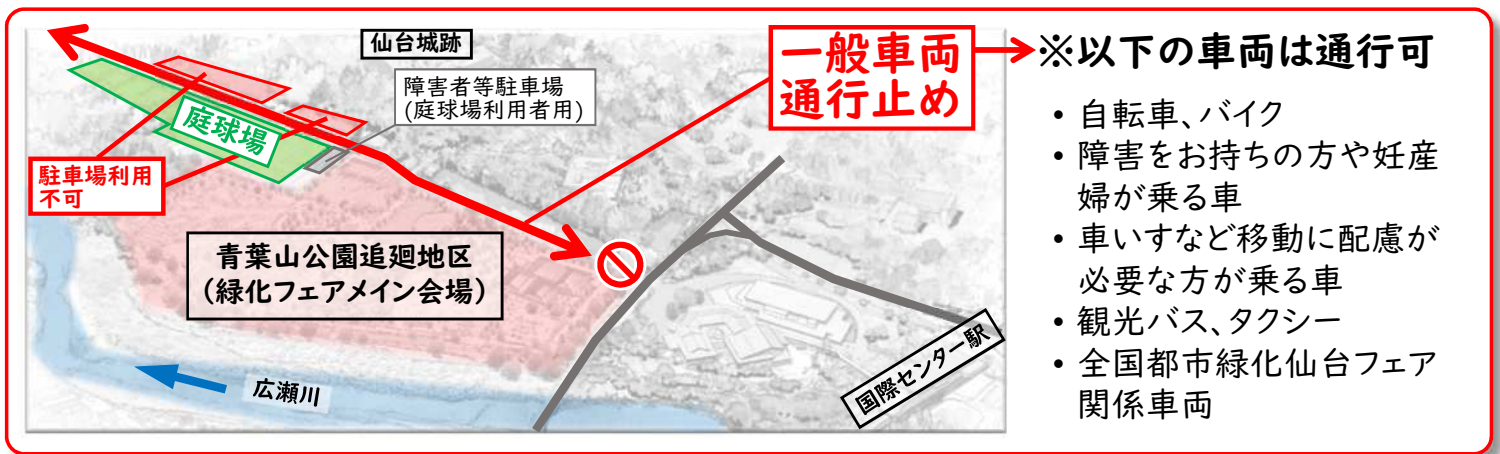 仙台城跡
障害者等駐車場
(庭球場利用者用)
庭球場
駐車場利用
不可
一般車両
通行止め
青葉山公園追廻地区
(緑化フェアメイン会場)
広瀬川
国際センター駅
※以下の車両は通行可
• 自転車、バイク
• 障害をお持ちの方や妊産
婦が乗る車
• 車いすなど移動に配慮が
必要な方が乗る車
• 観光バス、タクシー
• 全国都市緑化仙台フェア
関係車両